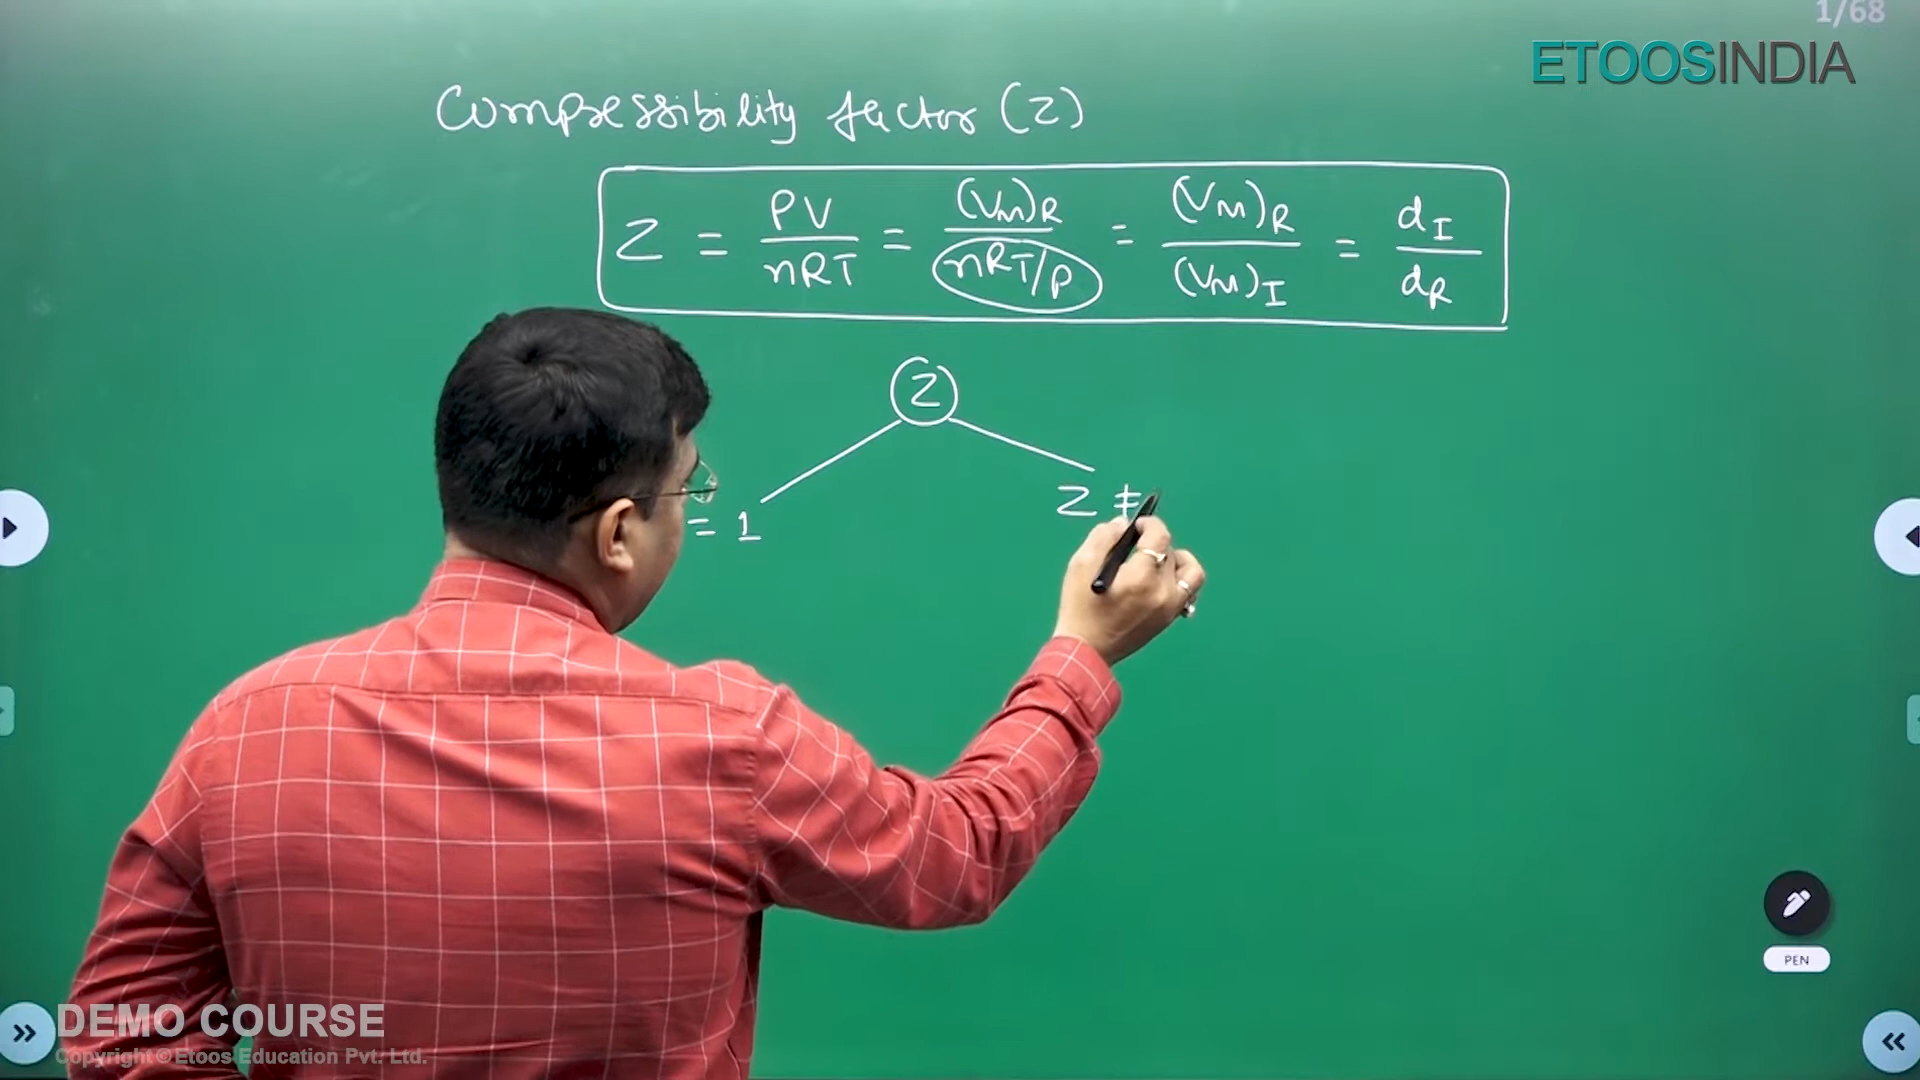 1/68
ETOOSINDIA
Compressibility factor (Z)
Z = PV/nRT = (VM)R/(nRT/P) = (VM)R/(VM)I = dI/dR
Z
= 1
Z ≠
PEN
DEMO COURSE
Copyright © Etoos Education Pvt. Ltd.